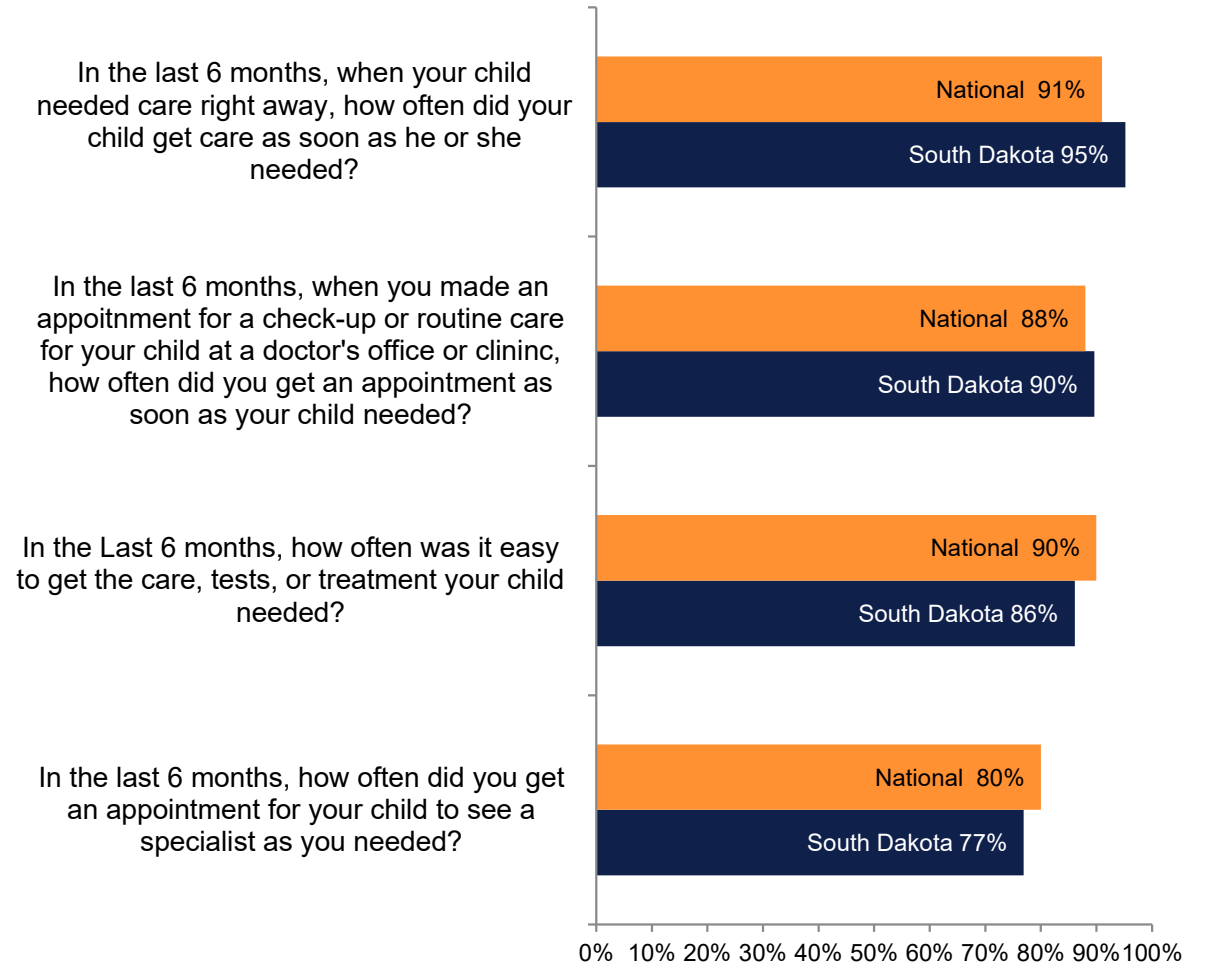 In the last 6 months, when your child
needed care right away, how often did your
child get care as soon as he or she
needed?
National  91%
South Dakota 95%
In the last 6 months, when you made an
appoitnment for a check-up or routine care
for your child at a doctor's office or clininc,
how often did you get an appointment as
soon as your child needed?
National  88%
South Dakota 90%
In the Last 6 months, how often was it easy
to get the care, tests, or treatment your child
needed?
National  90%
South Dakota 86%
In the last 6 months, how often did you get
an appointment for your child to see a
specialist as you needed?
National  80%
South Dakota 77%
0% 10% 20% 30% 40% 50% 60% 70% 80% 90% 100%